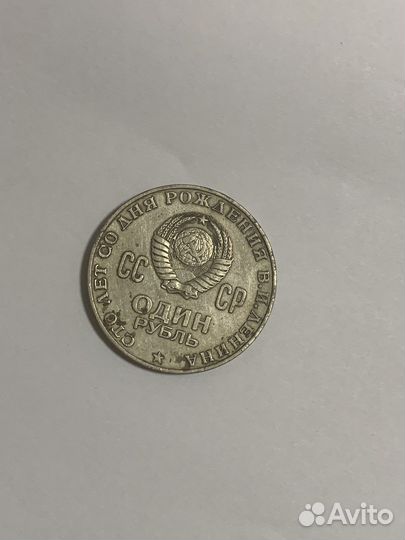 СТО ЛЕТ СО ДНЯ РОЖДЕНИЯ В.И.ЛЕНИНА
СС СР
ОДИН
РУБЛЬ
Avito